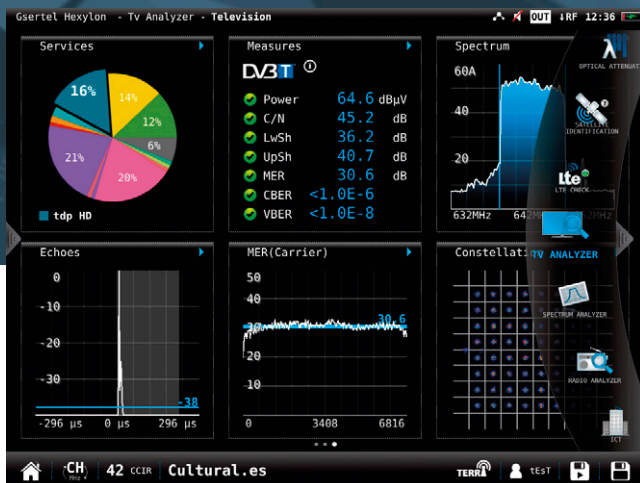 Gsertel Hexylon - Tv Analyzer - Television
OUT ↓RF 12:36
Services
16%
14%
12%
6%
20%
21%
tdp HD
Measures
DVB T
Power 64.6 dBµV
C/N 45.2 dB
LwSh 36.2 dB
UpSh 40.7 dB
MER 30.6 dB
CBER <1.0E-6
VBER <1.0E-8
Spectrum
60A
40
20
632MHz 642M 2MHz
λ
OPTICAL ATTENUAT
SATELLITE
IDENTIFICATION
Lte
LTE CHECK
TV ANALYZER
SPECTRUM ANALYZER
RADIO ANALYZER
ICT
Echoes
0
-10
-20
-30
-38
-296 µs 0 µs 296 µs
MER(Carrier)
50
40
30
30.6
20
10
0 3408 6816
Constellati
CH
MHz
42 CCIR Cultural.es
TERR
tEsT